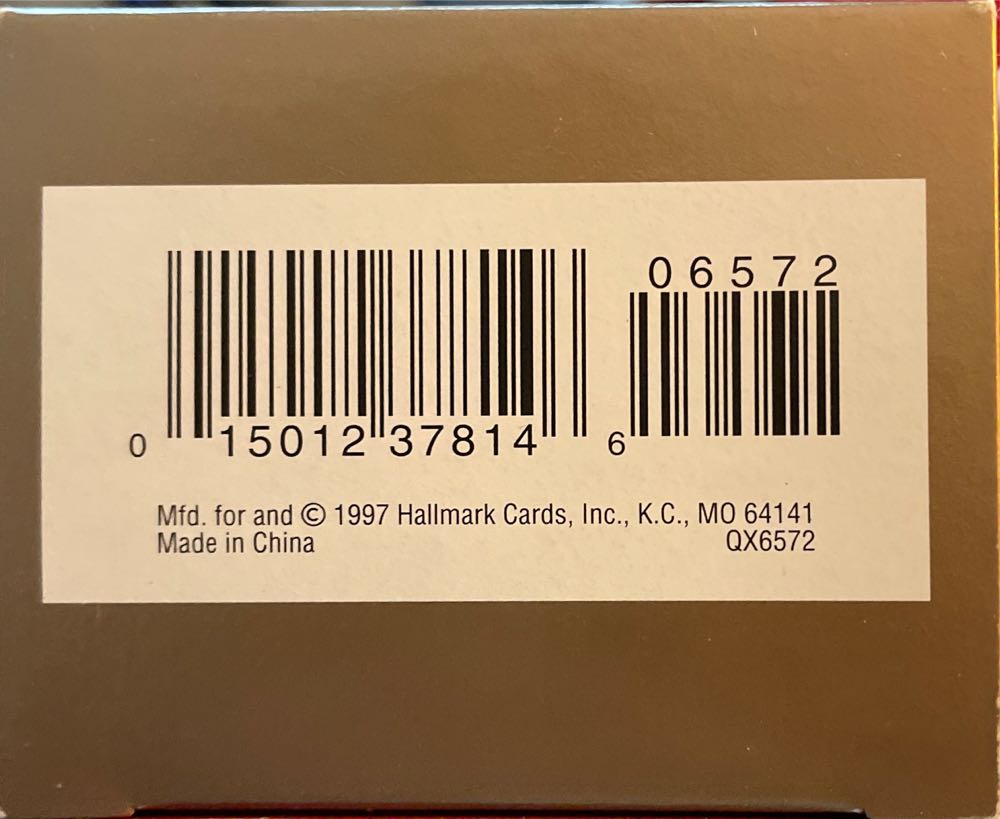 06572
0 15012 37814 6
Mfd. for and © 1997 Hallmark Cards, Inc., K.C., MO 64141
Made in China QX6572